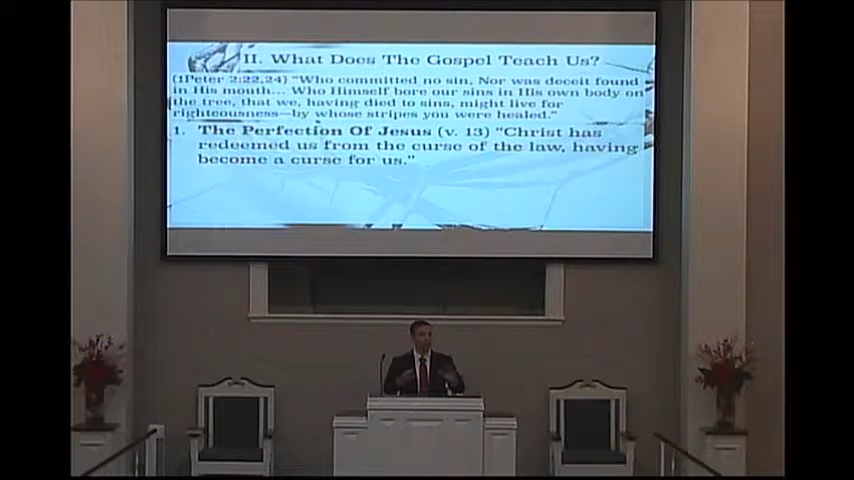 II. What Does The Gospel Teach Us?
(1Peter 2:22,24) "Who committed no sin, Nor was deceit found
in His mouth... Who Himself bore our sins in His own body on
the tree, that we, having died to sins, might live for
righteousness—by whose stripes you were healed."
1. The Perfection Of Jesus (v. 13) "Christ has
redeemed us from the curse of the law, having
become a curse for us."